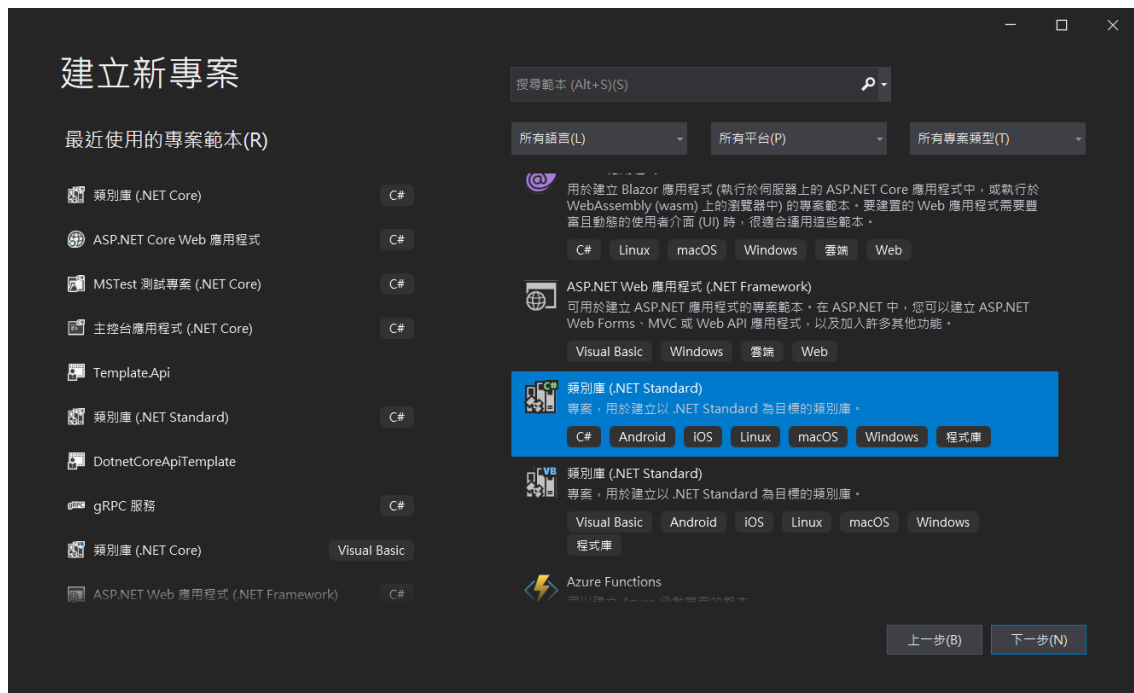 建立新專案
最近使用的專案範本(R)
類別庫 (.NET Core)
C#
ASP.NET Core Web 應用程式
C#
MSTest 測試專案 (.NET Core)
C#
主控台應用程式 (.NET Core)
C#
Template.Api
類別庫 (.NET Standard)
C#
DotnetCoreApiTemplate
gRPC 服務
C#
類別庫 (.NET Core)
Visual Basic
ASP.NET Web 應用程式 (.NET Framework)
C#
搜尋範本 (Alt+S)(S)
所有語言(L)
所有平台(P)
所有專案類型(T)
用於建立 Blazor 應用程式 (執行於伺服器上的 ASP.NET Core 應用程式中，或執行於
WebAssembly (wasm) 上的瀏覽器中) 的專案範本。要建置的 Web 應用程式需要豐
富且動態的使用者介面 (UI) 時，很適合運用這些範本。
C# Linux macOS Windows 雲端 Web
ASP.NET Web 應用程式 (.NET Framework)
可用於建立 ASP.NET 應用程式的專案範本。在 ASP.NET 中，您可以建立 ASP.NET
Web Forms、MVC 或 Web API 應用程式，以及加入許多其他功能。
Visual Basic Windows 雲端 Web
C#
類別庫 (.NET Standard)
專案，用於建立以 .NET Standard 為目標的類別庫。
C# Android iOS Linux macOS Windows 程式庫
VB
類別庫 (.NET Standard)
專案，用於建立以 .NET Standard 為目標的類別庫。
Visual Basic Android iOS Linux macOS Windows
程式庫
Azure Functions
用以建立 Azure 函數專案的範本。
上一步(B)
下一步(N)